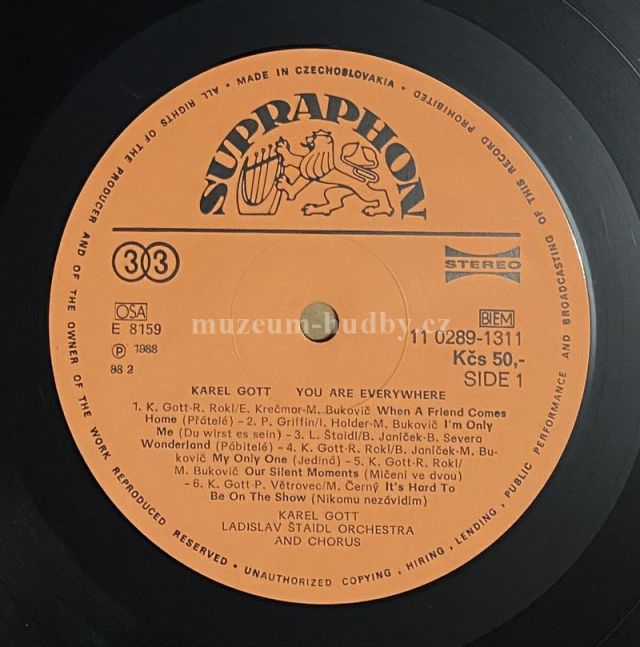 ALL RIGHTS OF THE PRODUCER AND OF THE OWNER OF THE WORK REPRODUCED RESERVED • UNAUTHORIZED COPYING, HIRING, LENDING, PUBLIC PERFORMANCE AND BROADCASTING OF THIS RECORD PROHIBITED • MADE IN CZECHOSLOVAKIA •
SUPRAPHON
33
STEREO
OSA
E 8159
℗ 1988
88 2
BIEM
11 0289-1311
Kčs 50,-
SIDE 1
muzeum-hudby.cz
KAREL GOTT YOU ARE EVERYWHERE
1. K. Gott-R. Rokl/E. Krečmar-M. Bukovič When A Friend Comes
Home (Přátelé) – 2. P. Griffin/I. Holder-M. Bukovič I'm Only
Me (Du wirst es sein) – 3. L. Štaidl/B. Janíček-B. Severa
Wonderland (Pábitelé) – 4. K. Gott-R. Rokl/B. Janíček-M. Bu-
kovič My Only One (Jediná) – 5. K. Gott-R. Rokl/
M. Bukovič Our Silent Moments (Mlčení ve dvou)
– 6. K. Gott-P. Větrovec/M. Černý It's Hard To
Be On The Show (Nikomu nezávidím)
KAREL GOTT
LADISLAV ŠTAIDL ORCHESTRA
AND CHORUS